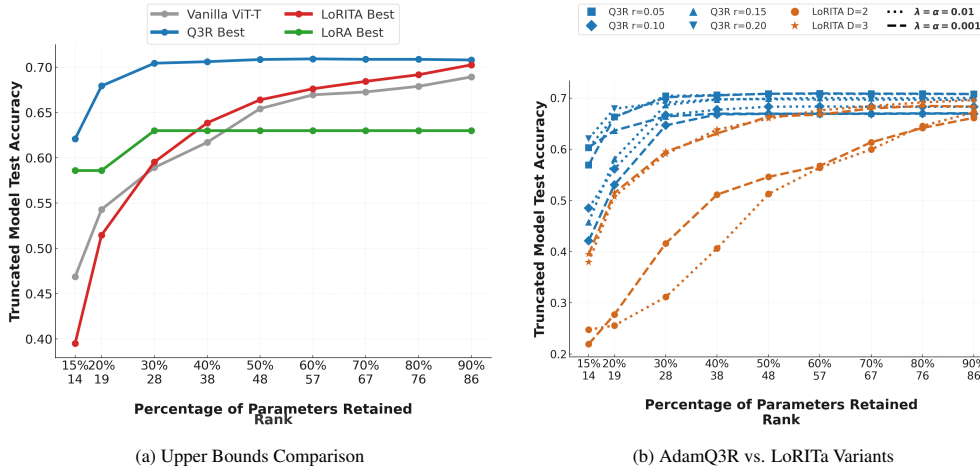 Vanilla ViT-T
Q3R Best
LoRITA Best
LoRA Best
Truncated Model Test Accuracy
0.70
0.65
0.60
0.55
0.50
0.45
0.40
15% 20% 30% 40% 50% 60% 70% 80% 90%
14 19 28 38 48 57 67 76 86
Percentage of Parameters Retained
Rank
(a) Upper Bounds Comparison
Q3R r=0.05 Q3R r=0.15 LoRITA D=2 λ = α = 0.01
Q3R r=0.10 Q3R r=0.20 LoRITA D=3 λ = α = 0.001
Truncated Model Test Accuracy
0.7
0.6
0.5
0.4
0.3
0.2
15% 20% 30% 40% 50% 60% 70% 80% 90%
14 19 28 38 48 57 67 76 86
Percentage of Parameters Retained
Rank
(b) AdamQ3R vs. LoRITa Variants